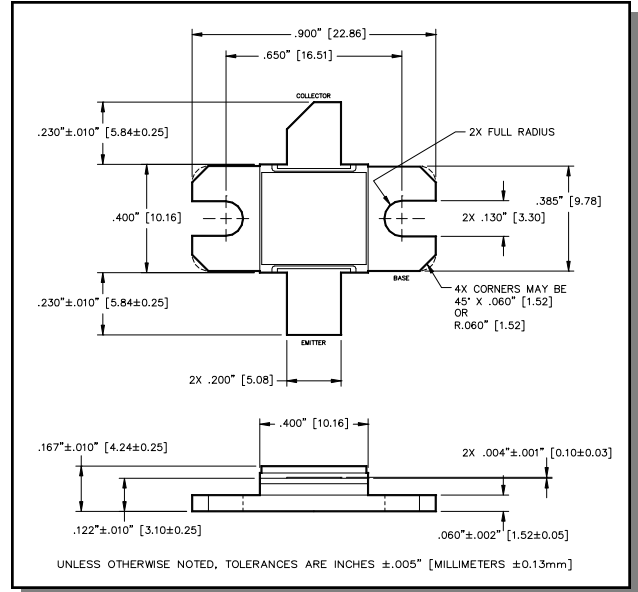 .900" [22.86]
.650" [16.51]
COLLECTOR
.230"±.010" [5.84±0.25]
2X FULL RADIUS
.400" [10.16]
2X .130" [3.30]
.385" [9.78]
BASE
.230"±.010" [5.84±0.25]
4X CORNERS MAY BE
45° X .060" [1.52]
OR
R.060" [1.52]
EMITTER
2X .200" [5.08]
.400" [10.16]
.167"±.010" [4.24±0.25]
2X .004"±.001" [0.10±0.03]
.122"±.010" [3.10±0.25]
.060"±.002" [1.52±0.05]
UNLESS OTHERWISE NOTED, TOLERANCES ARE INCHES ±.005" [MILLIMETERS ±0.13mm]